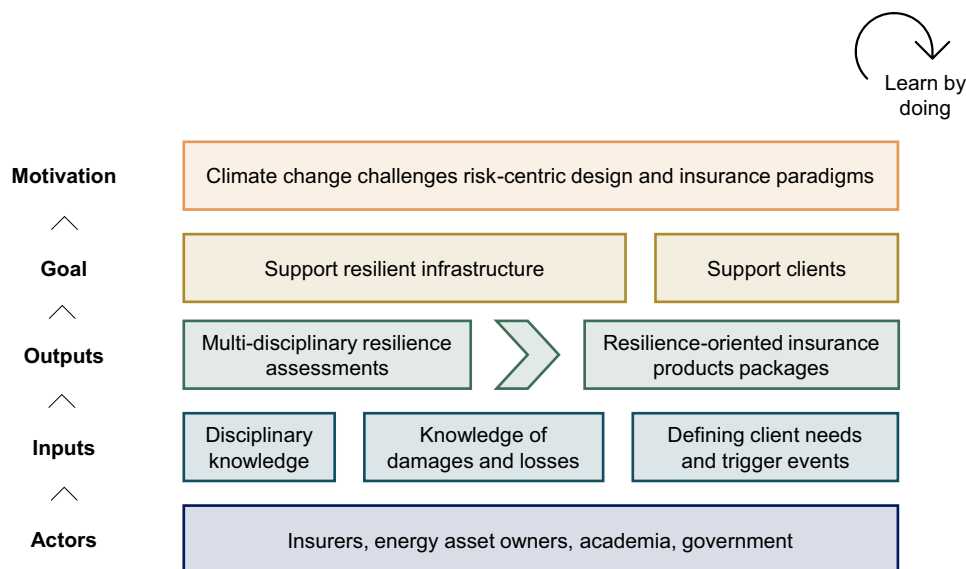 Learn by
doing
Motivation
Climate change challenges risk-centric design and insurance paradigms
Goal
Support resilient infrastructure
Support clients
Outputs
Multi-disciplinary resilience
assessments
Resilience-oriented insurance
products packages
Inputs
Disciplinary
knowledge
Knowledge of
damages and losses
Defining client needs
and trigger events
Actors
Insurers, energy asset owners, academia, government